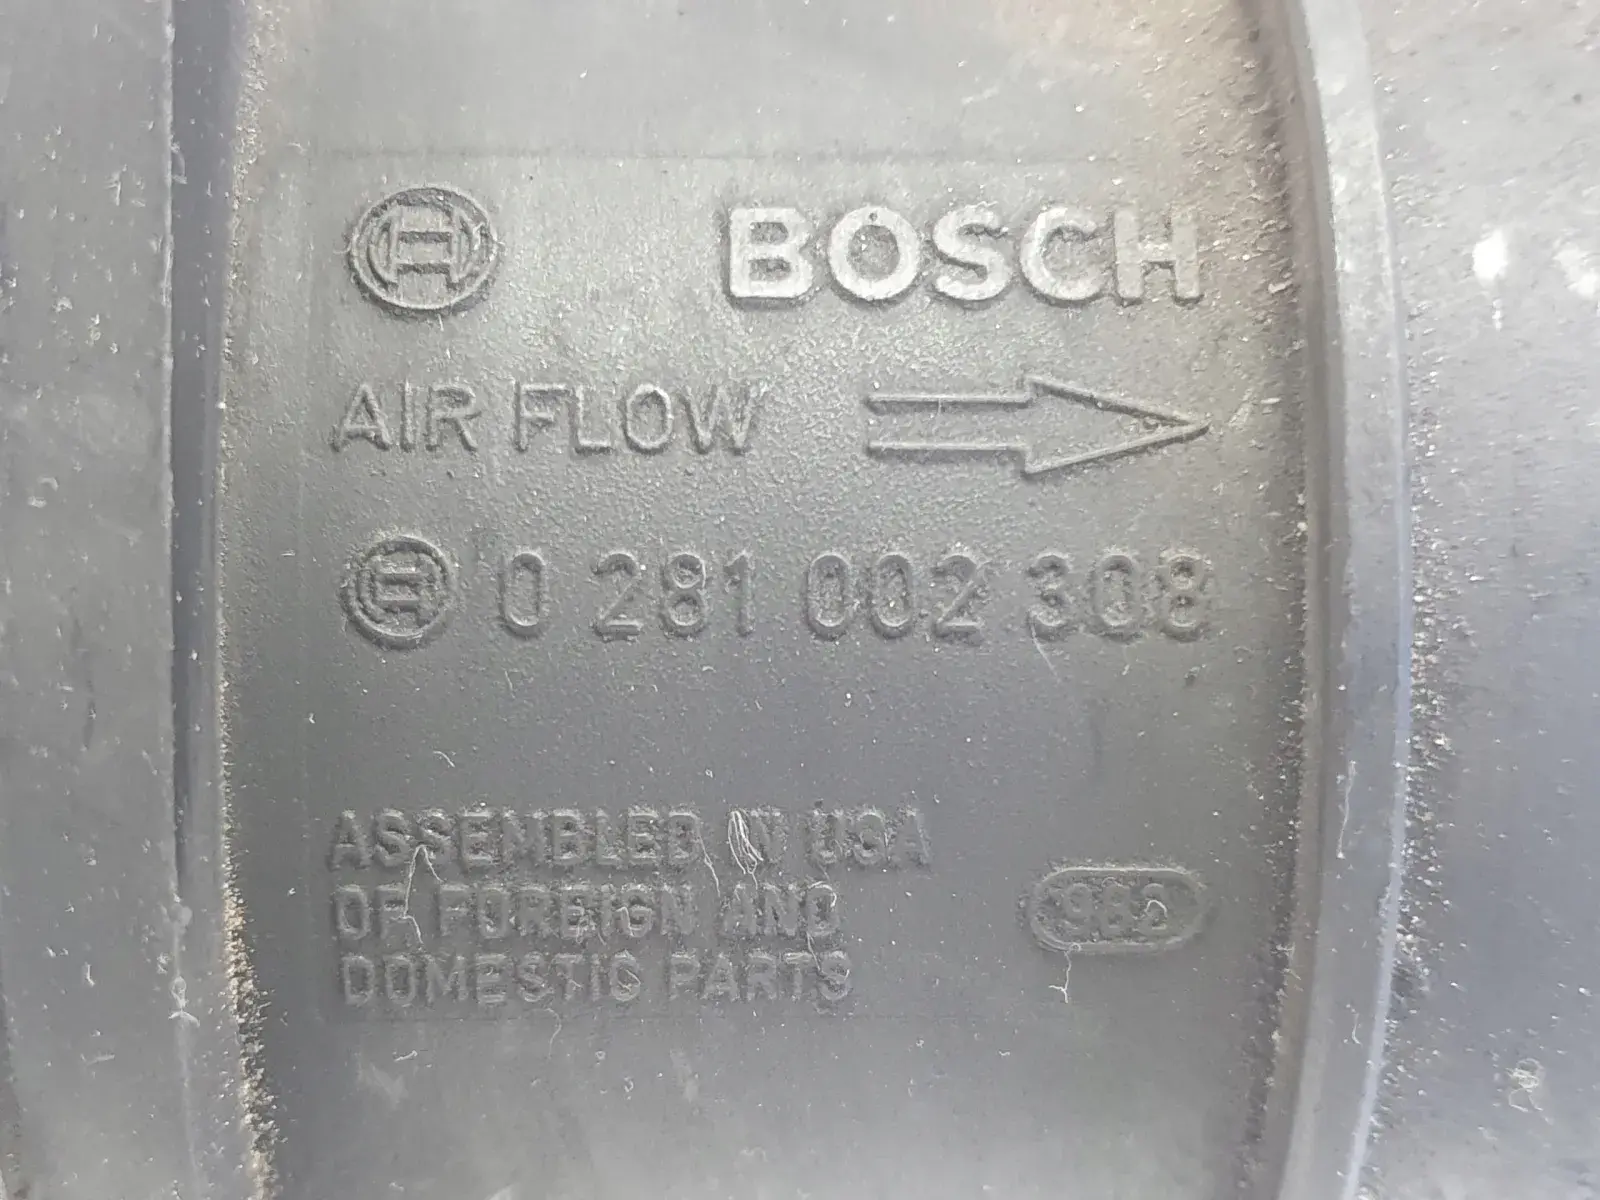 BOSCH
AIR FLOW
0 281 002 308
ASSEMBLED IN USA
OF FOREIGN AND
DOMESTIC PARTS